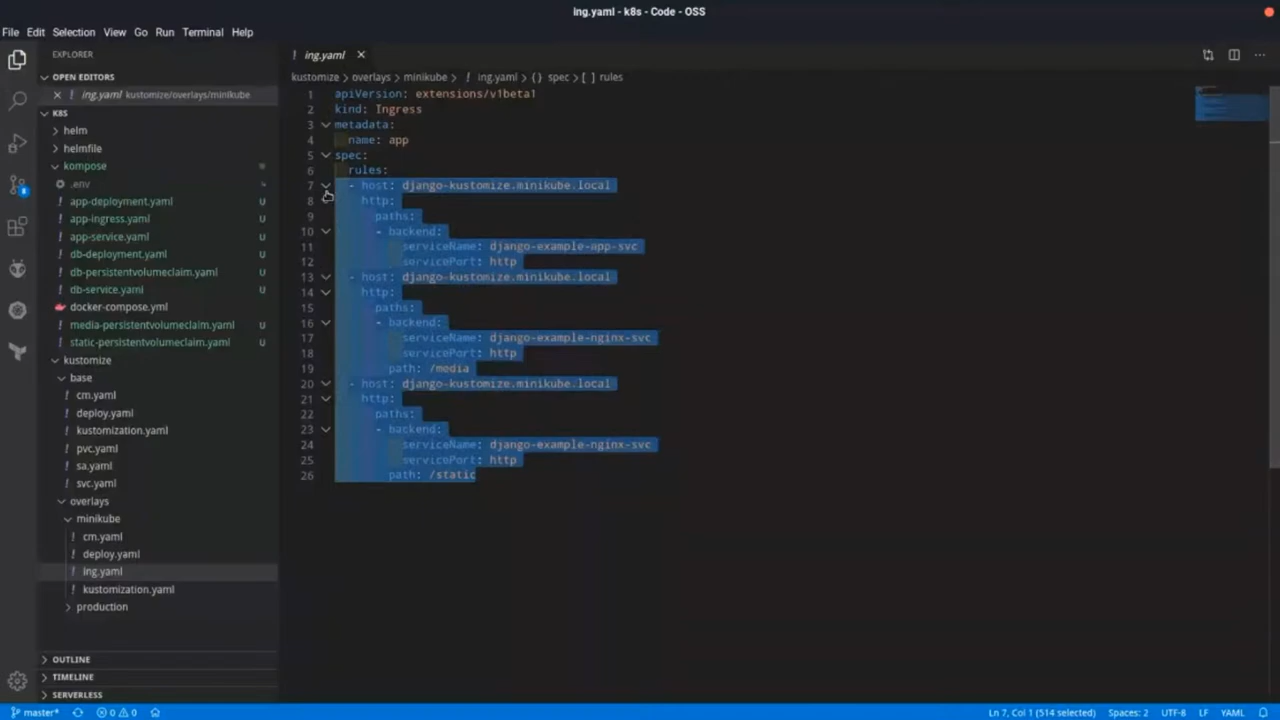 ing.yaml - k8s - Code - OSS
File Edit Selection View Go Run Terminal Help
EXPLORER
OPEN EDITORS
ing.yaml kustomize/overlays/minikube
K8S
helm
helmfile
kompose
.env
app-deployment.yaml U
app-ingress.yaml U
app-service.yaml U
db-deployment.yaml U
db-persistentvolumeclaim.yaml U
db-service.yaml U
docker-compose.yml
media-persistentvolumeclaim.yaml U
static-persistentvolumeclaim.yaml U
kustomize
base
cm.yaml
deploy.yaml
kustomization.yaml
pvc.yaml
sa.yaml
svc.yaml
overlays
minikube
cm.yaml
deploy.yaml
ing.yaml
kustomization.yaml
production
OUTLINE
TIMELINE
SERVERLESS
! ing.yaml
kustomize > overlays > minikube > ! ing.yaml > {} spec > [ ] rules
1 apiVersion: extensions/v1beta1
2 kind: Ingress
3 metadata:
4 name: app
5 spec:
6 rules:
7 - host: django-kustomize.minikube.local
8 http:
9 paths:
10 - backend:
11 serviceName: django-example-app-svc
12 servicePort: http
13 - host: django-kustomize.minikube.local
14 http:
15 paths:
16 - backend:
17 serviceName: django-example-nginx-svc
18 servicePort: http
19 path: /media
20 - host: django-kustomize.minikube.local
21 http:
22 paths:
23 - backend:
24 serviceName: django-example-nginx-svc
25 servicePort: http
26 path: /static
master* 0 0 Ln 7, Col 1 (514 selected) Spaces: 2 UTF-8 LF YAML